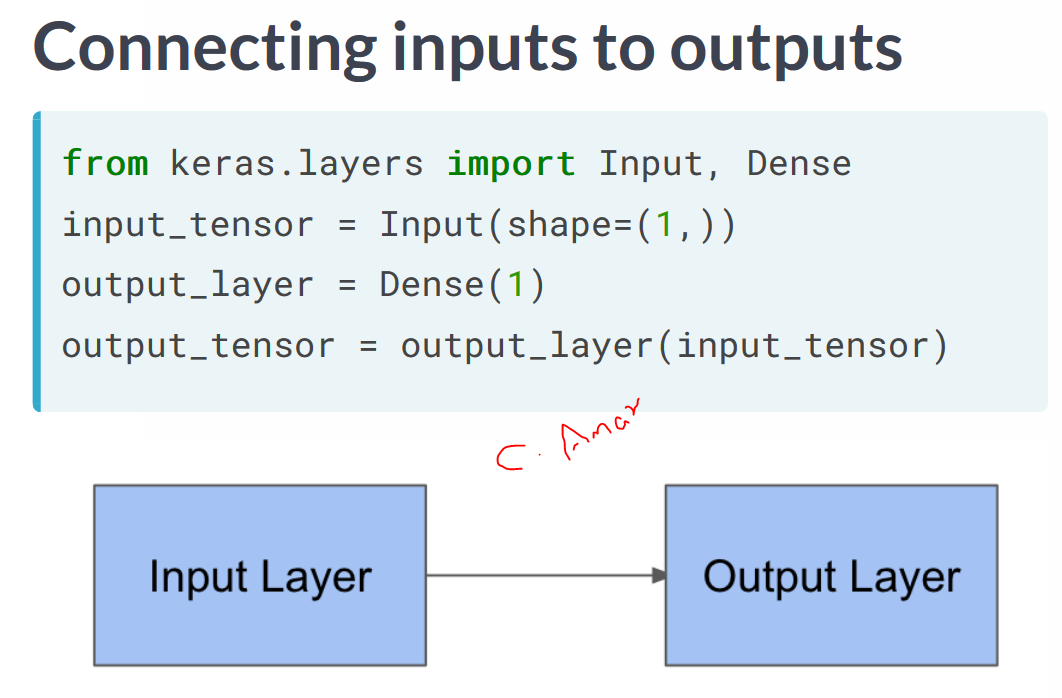 Connecting inputs to outputs
from keras.layers import Input, Dense
input_tensor = Input(shape=(1,))
output_layer = Dense(1)
output_tensor = output_layer(input_tensor)
C. Amar
Input Layer
Output Layer